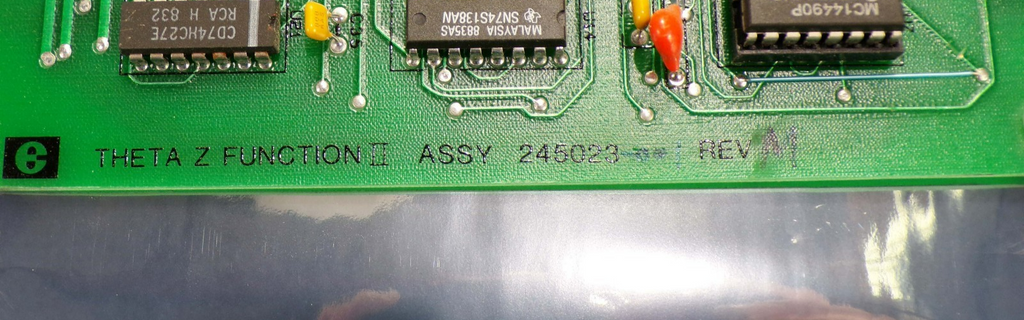 CD74HC27E
RCA H 832
MALAYSIA 8835AS
SN74S138AN
MC14490P
THETA Z FUNCTION II ASSY 245023 REV A1